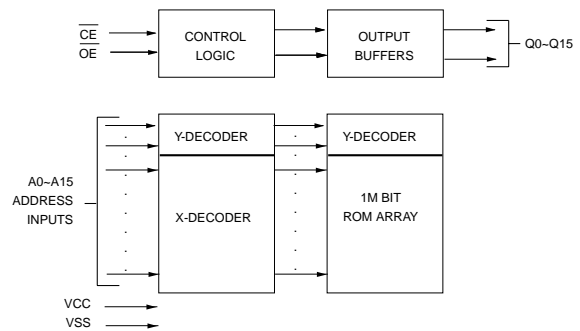 CE
OE
CONTROL
LOGIC
OUTPUT
BUFFERS
Q0~Q15
A0~A15
ADDRESS
INPUTS
Y-DECODER
X-DECODER
Y-DECODER
1M BIT
ROM ARRAY
VCC
VSS